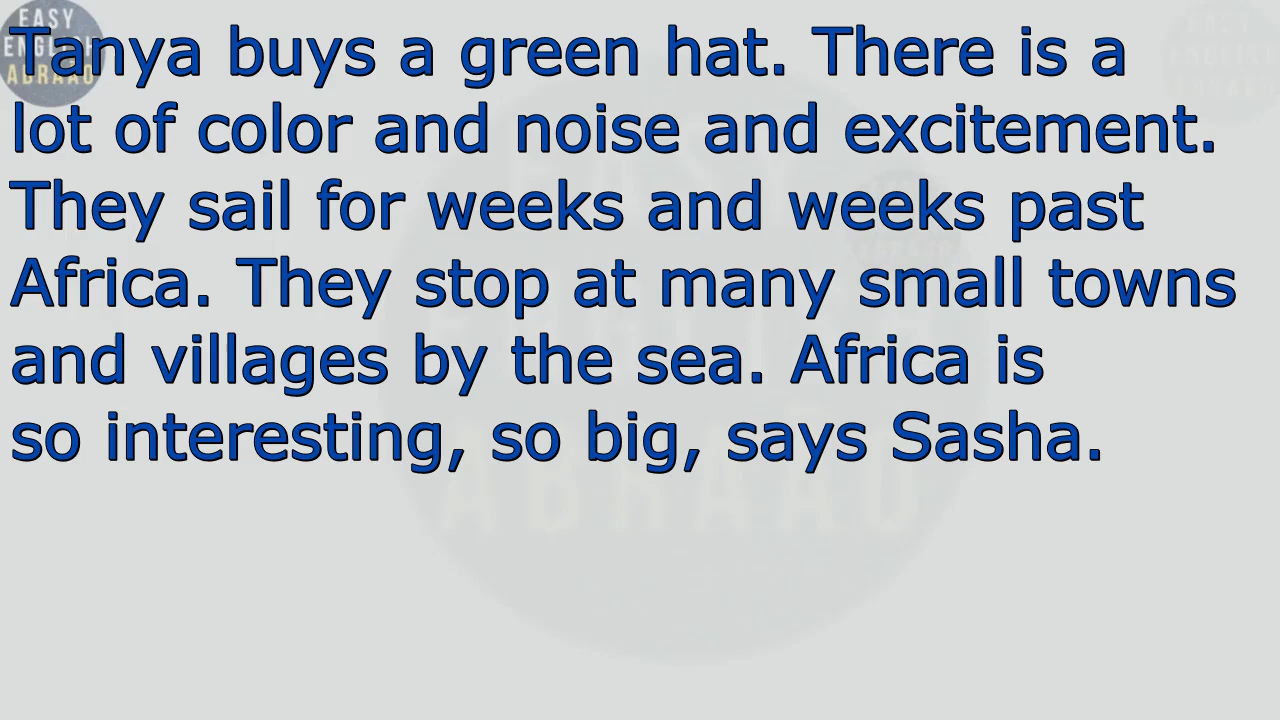 EASY
ENGLISH
ABRAAD
Tanya buys a green hat. There is a
lot of color and noise and excitement.
They sail for weeks and weeks past
Africa. They stop at many small towns
and villages by the sea. Africa is
so interesting, so big, says Sasha.